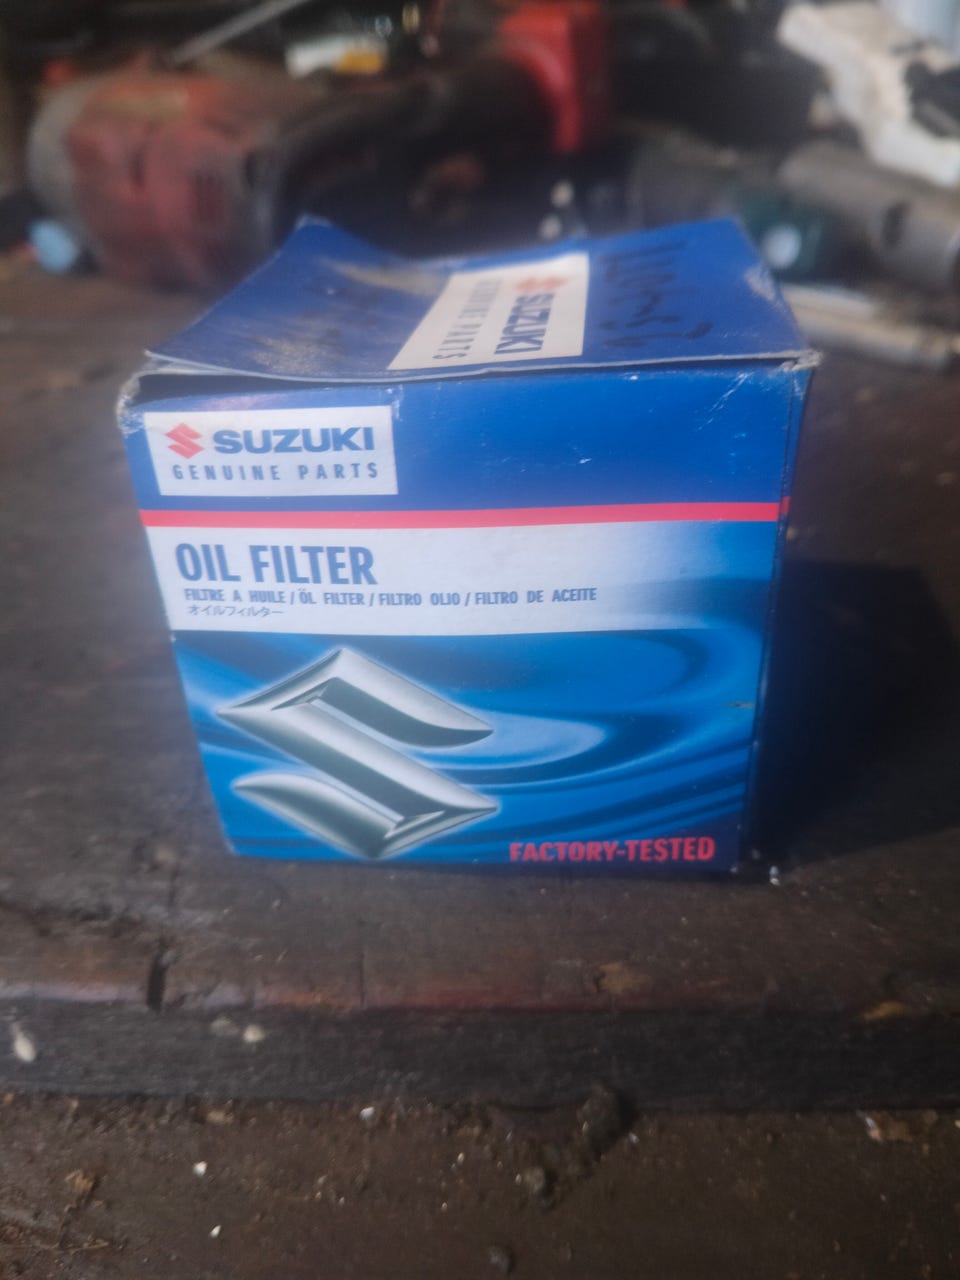 SUZUKI
GENUINE PARTS
SUZUKI
GENUINE PARTS
OIL FILTER
FILTRE A HUILE / ÖL FILTER / FILTRO OLIO / FILTRO DE ACEITE
オイルフィルター
FACTORY-TESTED